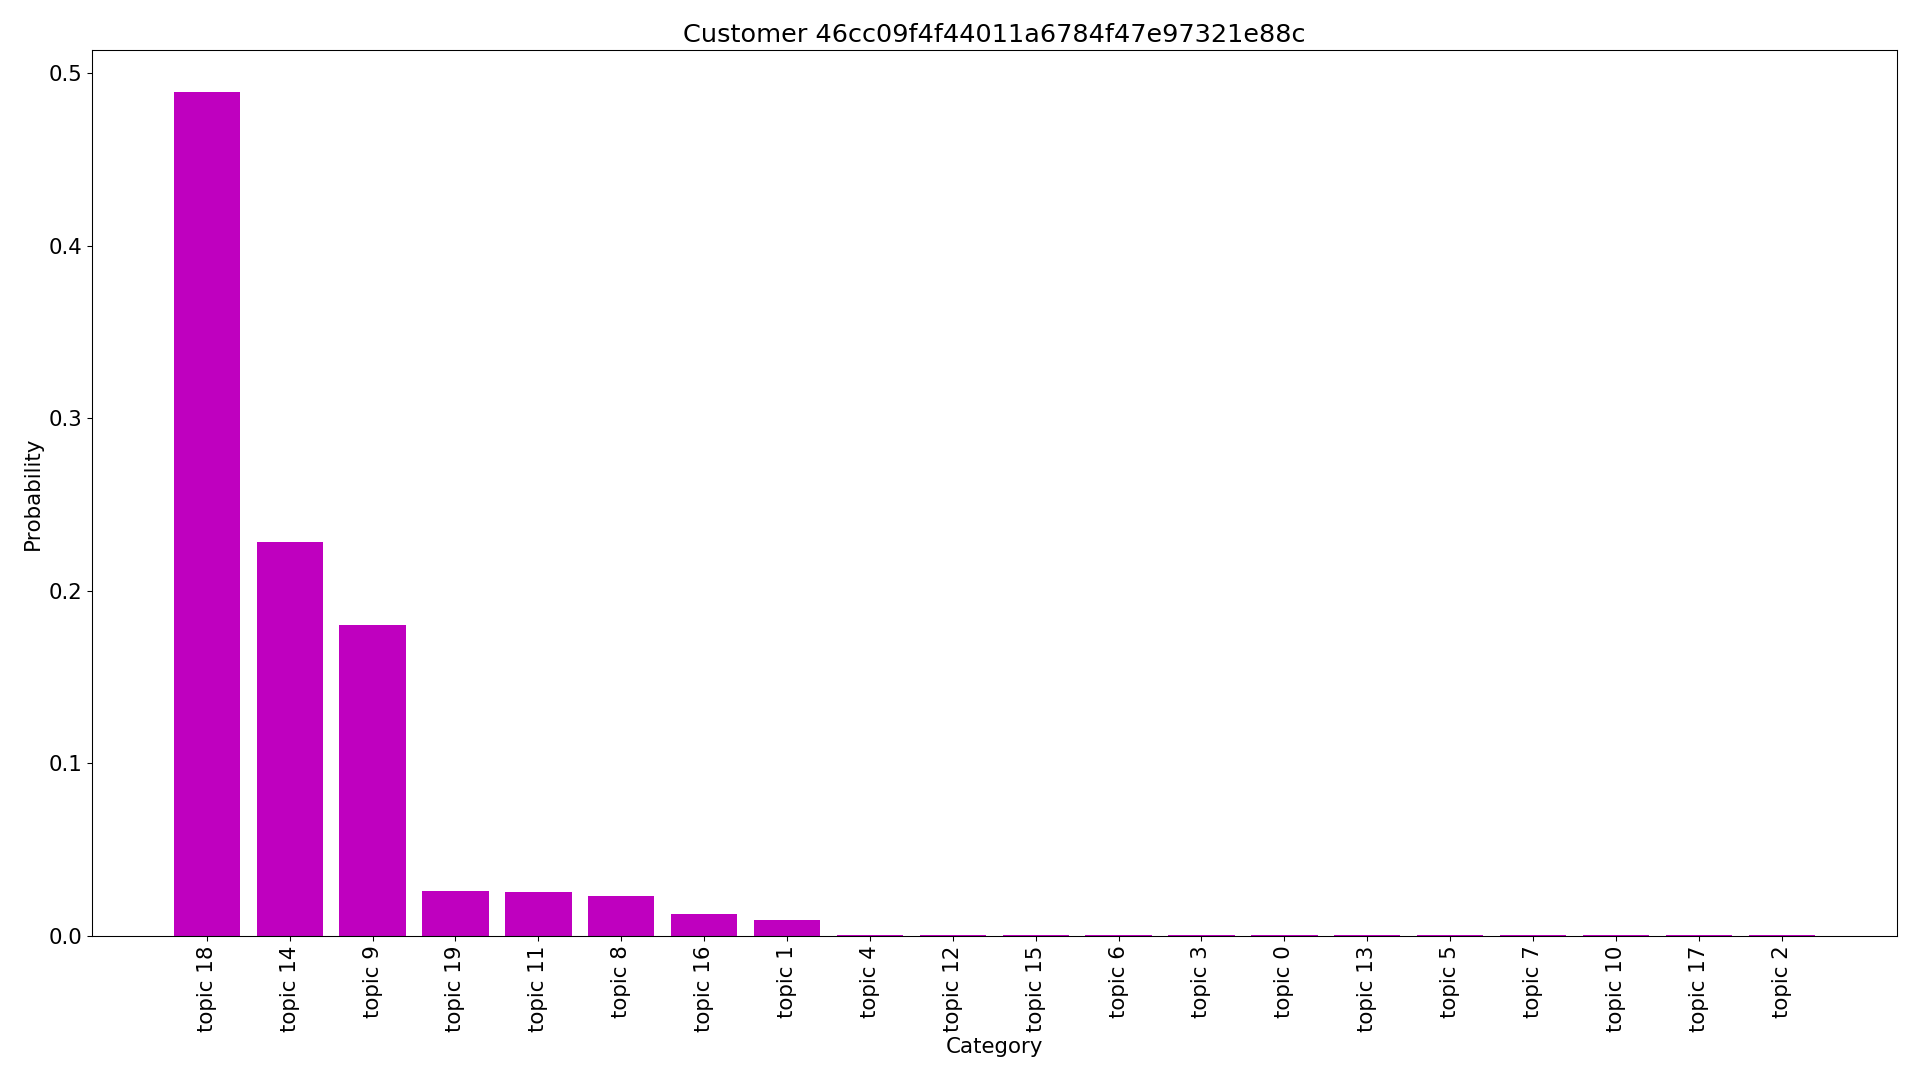 Customer 46cc09f4f44011a6784f47e97321e88c
0.5
0.4
0.3
0.2
0.1
0.0
Probability
topic 18
topic 14
topic 9
topic 19
topic 11
topic 8
topic 16
topic 1
topic 4
topic 12
topic 15
topic 6
topic 3
topic 0
topic 13
topic 5
topic 7
topic 10
topic 17
topic 2
Category